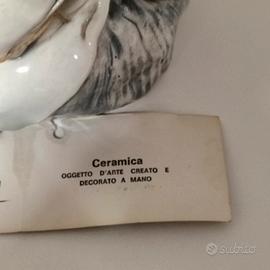 Ceramica
OGGETTO D'ARTE CREATO E
DECORATO A MANO
subito